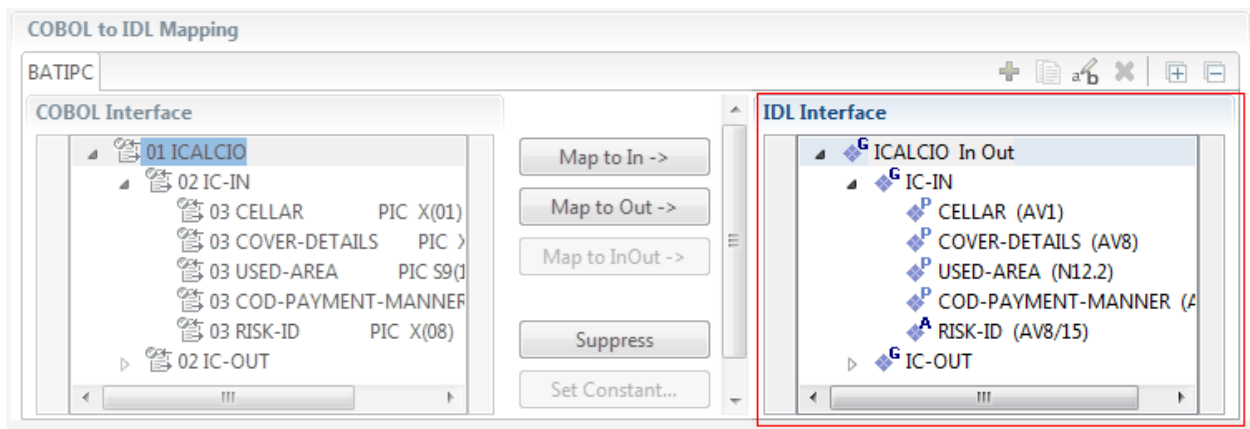 COBOL to IDL Mapping
BATIPC
COBOL Interface
01 ICALCIO
02 IC-IN
03 CELLAR PIC X(01)
03 COVER-DETAILS PIC
03 USED-AREA PIC S9(1
03 COD-PAYMENT-MANNER
03 RISK-ID PIC X(08)
02 IC-OUT
Map to In ->
Map to Out ->
Map to InOut ->
Suppress
Set Constant...
IDL Interface
G ICALCIO In Out
G IC-IN
P CELLAR (AV1)
P COVER-DETAILS (AV8)
P USED-AREA (N12.2)
P COD-PAYMENT-MANNER (A
A RISK-ID (AV8/15)
G IC-OUT